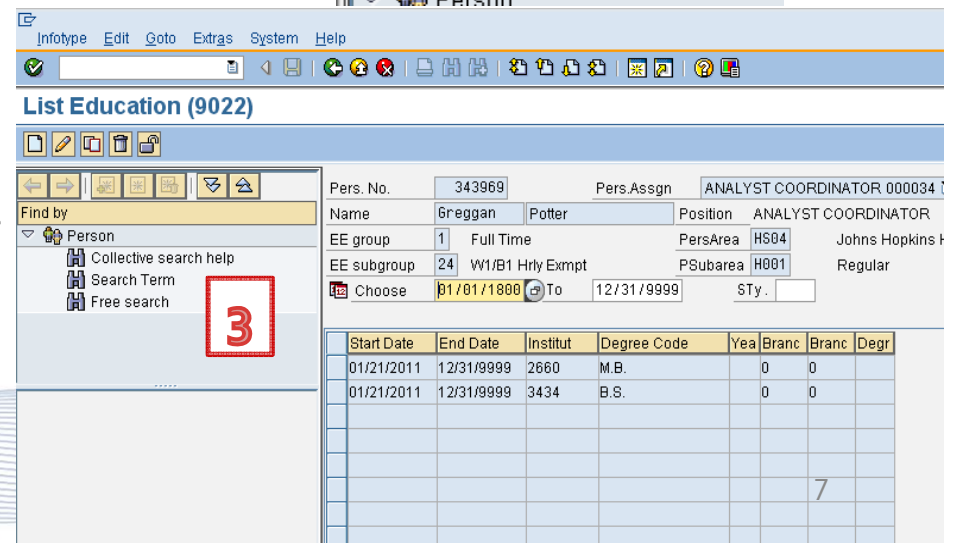 Person
Infotype Edit Goto Extras System Help
List Education (9022)
Find by
Person
Collective search help
Search Term
Free search
3
Pers. No. 343969 Pers.Assgn ANALYST COORDINATOR 000034
Name Greggan Potter Position ANALYST COORDINATOR
EE group 1 Full Time PersArea HS04 Johns Hopkins H
EE subgroup 24 W1/B1 Hrly Exmpt PSubarea H001 Regular
Choose 01/01/1800 To 12/31/9999 STy.
Start Date End Date Institut Degree Code Yea Branc Branc Degr
01/21/2011 12/31/9999 2660 M.B. 0 0
01/21/2011 12/31/9999 3434 B.S. 0 0
7